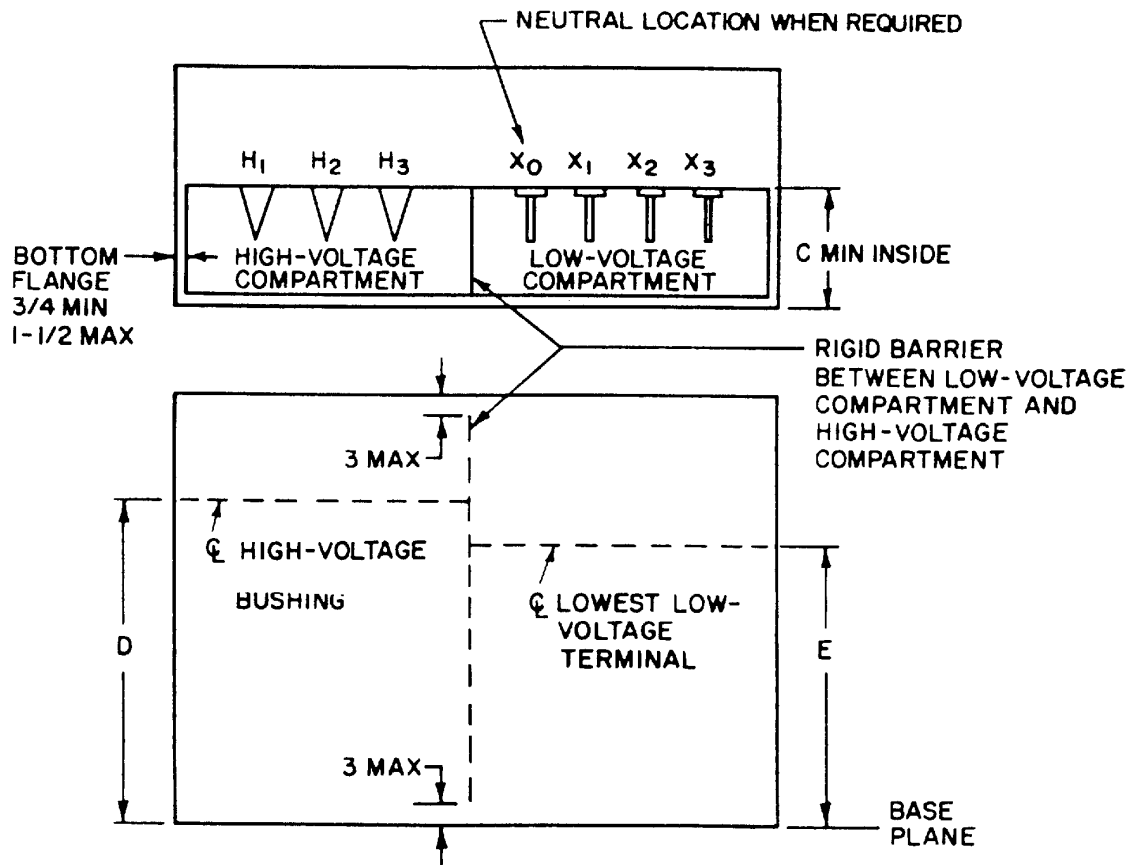 NEUTRAL LOCATION WHEN REQUIRED
H1 H2 H3 X0 X1 X2 X3
BOTTOM
FLANGE
3/4 MIN
1-1/2 MAX
HIGH-VOLTAGE
COMPARTMENT
LOW-VOLTAGE
COMPARTMENT
C MIN INSIDE
RIGID BARRIER
BETWEEN LOW-VOLTAGE
COMPARTMENT AND
HIGH-VOLTAGE
COMPARTMENT
3 MAX
℄ HIGH-VOLTAGE
BUSHING
℄ LOWEST LOW-
VOLTAGE
TERMINAL
D
E
3 MAX
BASE
PLANE